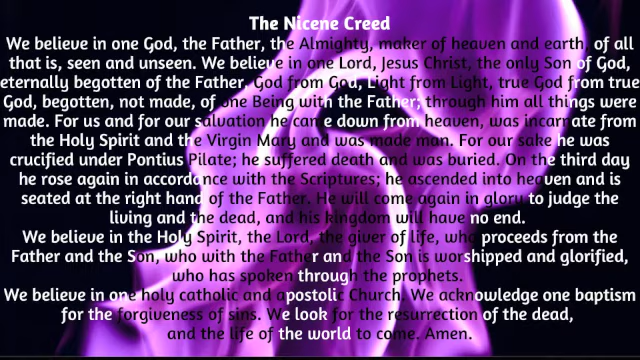 The Nicene Creed
We believe in one God, the Father, the Almighty, maker of heaven and earth, of all
that is, seen and unseen. We believe in one Lord, Jesus Christ, the only Son of God,
eternally begotten of the Father, God from God, Light from Light, true God from true
God, begotten, not made, of one Being with the Father; through him all things were
made. For us and for our salvation he came down from heaven, was incarnate from
the Holy Spirit and the Virgin Mary and was made man. For our sake he was
crucified under Pontius Pilate; he suffered death and was buried. On the third day
he rose again in accordance with the Scriptures; he ascended into heaven and is
seated at the right hand of the Father. He will come again in glory to judge the
living and the dead, and his kingdom will have no end.
We believe in the Holy Spirit, the Lord, the giver of life, who proceeds from the
Father and the Son, who with the Father and the Son is worshipped and glorified,
who has spoken through the prophets.
We believe in one holy catholic and apostolic Church. We acknowledge one baptism
for the forgiveness of sins. We look for the resurrection of the dead,
and the life of the world to come. Amen.